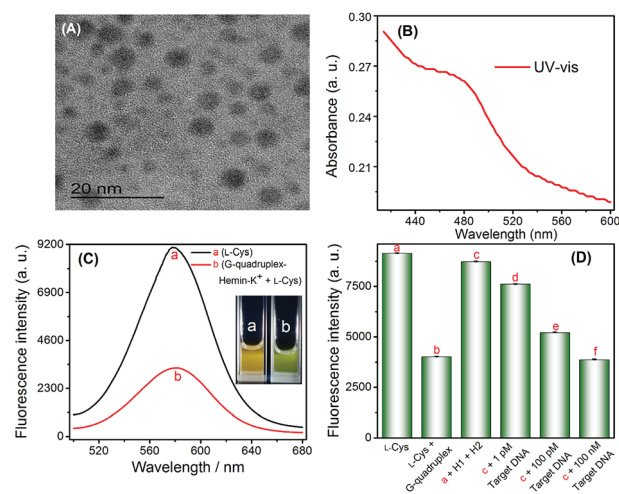 (A)
20 nm
(B)
UV-vis
Absorbance (a. u.)
0.30
0.27
0.24
0.21
440 480 520 560 600
Wavelength (nm)
(C)
a (L-Cys)
b (G-quadruplex-
Hemin-K+ + L-Cys)
a
b
a b
Fluorescence intensity (a. u.)
9200
6900
4600
2300
0
500 560 600 640 680
Wavelength / nm
(D)
Fluorescence intensity (a. u.)
7500
5000
2500
0
a
b
c
d
e
f
L-Cys
L-Cys +
G-quadruplex
a + H1 + H2
c + 1 pM
Target DNA
c + 100 pM
Target DNA
c + 100 nM
Target DNA